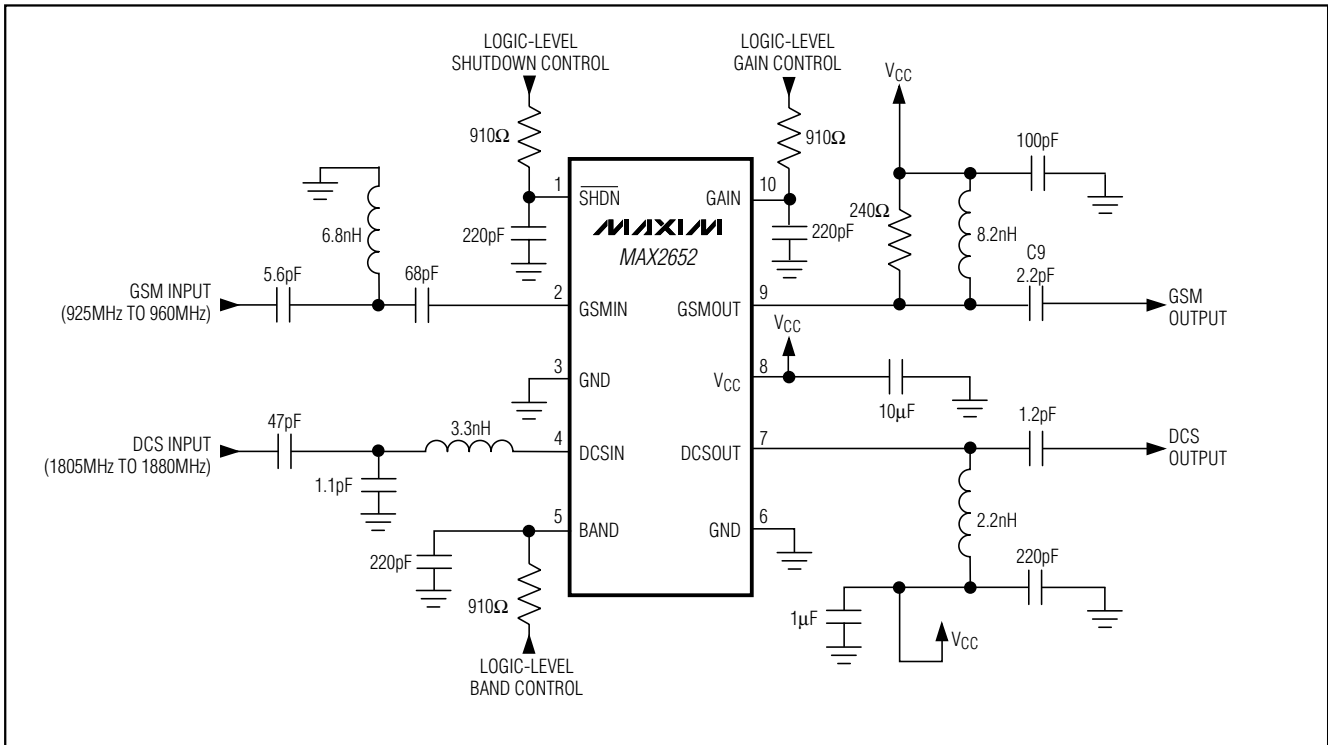 LOGIC-LEVEL
SHUTDOWN CONTROL
LOGIC-LEVEL
GAIN CONTROL
VCC
910Ω
910Ω
100pF
1
SHDN
GAIN
10
6.8nH
220pF
MAXIM
MAX2652
220pF
240Ω
8.2nH
5.6pF
68pF
C9
2.2pF
GSM INPUT
(925MHz TO 960MHz)
2
GSMIN
GSMOUT
9
GSM
OUTPUT
VCC
3
GND
VCC
8
10µF
47pF
3.3nH
1.2pF
DCS INPUT
(1805MHz TO 1880MHz)
4
DCSIN
DCSOUT
7
DCS
OUTPUT
1.1pF
2.2nH
5
BAND
GND
6
220pF
220pF
910Ω
1µF
VCC
LOGIC-LEVEL
BAND CONTROL